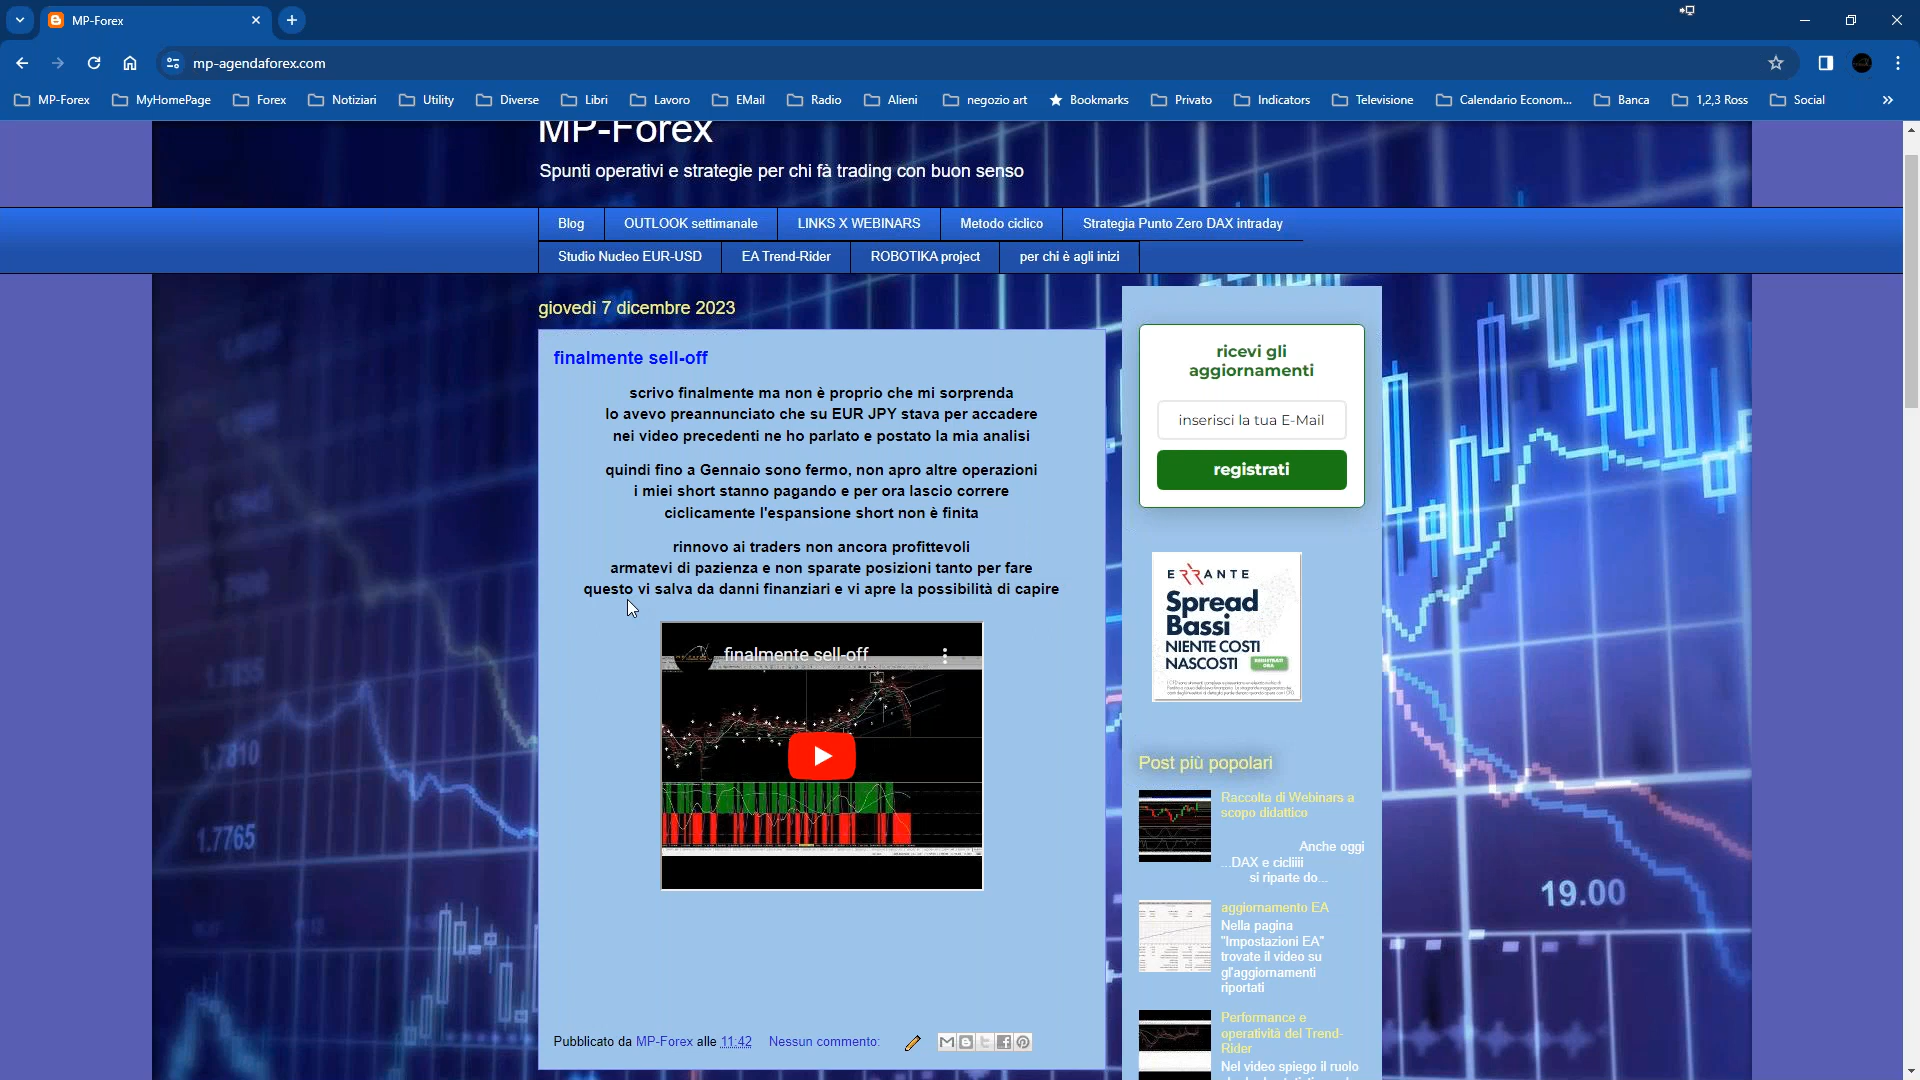 MP-Forex
mp-agendaforex.com
MP-Forex
MyHomePage
Forex
Notiziari
Utility
Diverse
Libri
Lavoro
EMail
Radio
Alieni
negozio art
Bookmarks
Privato
Indicators
Televisione
Calendario Econom...
Banca
1,2,3 Ross
Social
MP-Forex
Spunti operativi e strategie per chi fà trading con buon senso
Blog
OUTLOOK settimanale
LINKS X WEBINARS
Metodo ciclico
Strategia Punto Zero DAX intraday
Studio Nucleo EUR-USD
EA Trend-Rider
ROBOTIKA project
per chi è agli inizi
giovedì 7 dicembre 2023
finalmente sell-off
scrivo finalmente ma non è proprio che mi sorprenda
lo avevo preannunciato che su EUR JPY stava per accadere
nei video precedenti ne ho parlato e postato la mia analisi
quindi fino a Gennaio sono fermo, non apro altre operazioni
i miei short stanno pagando e per ora lascio correre
ciclicamente l'espansione short non è finita
rinnovo ai traders non ancora profittevoli
armatevi di pazienza e non sparate posizioni tanto per fare
questo vi salva da danni finanziari e vi apre la possibilità di capire
finalmente sell-off
Pubblicato da MP-Forex alle 11:42 Nessun commento:
ricevi gli
aggiornamenti
inserisci la tua E-Mail
registrati
ERRANTE
Spread
Bassi
NIENTE COSTI
NASCOSTI
REGISTRATI
ORA
Post più popolari
Raccolta di Webinars a
scopo didattico
Anche oggi
...DAX e cicliiii
si riparte do...
aggiornamento EA
Nella pagina
"Impostazioni EA"
trovate il video su
gl'aggiornamenti
riportati
Performance e
operatività del Trend-
Rider
Nel video spiego il ruolo
1.7855
1.7810
1.7765
19.00